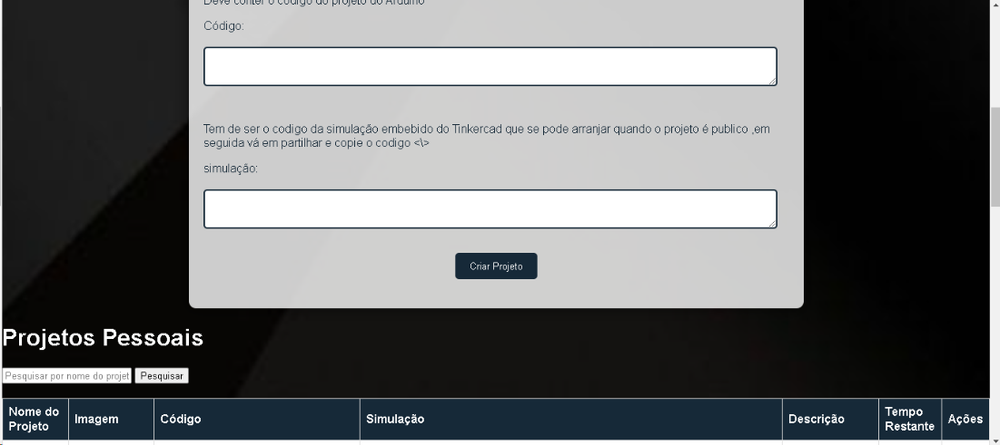 Deve conter o codigo do projeto do Arduino
Código:
Tem de ser o codigo da simulação embebido do Tinkercad que se pode arranjar quando o projeto é publico ,em
seguida vá em partilhar e copie o codigo <\>
simulação:
Criar Projeto
Projetos Pessoais
Pesquisar por nome do projet Pesquisar
Nome do
Projeto
Imagem
Código
Simulação
Descrição
Tempo
Restante
Ações